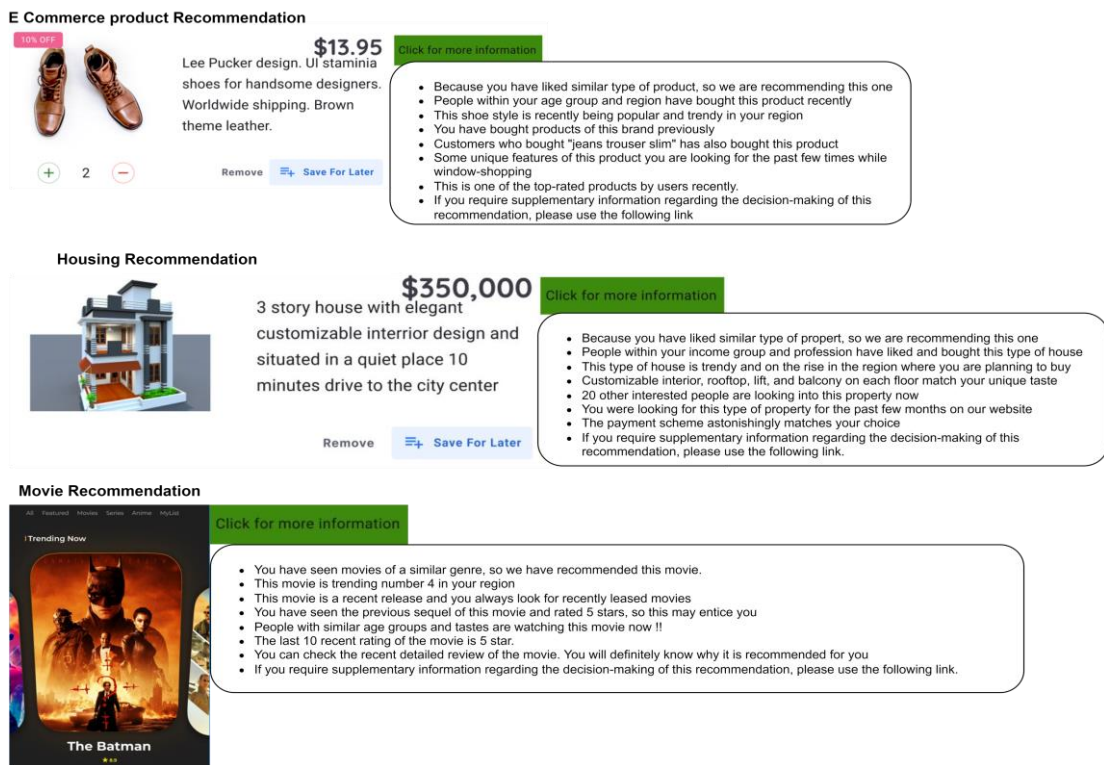 E Commerce product Recommendation
10% OFF
$13.95
Lee Pucker design. UI staminia
shoes for handsome designers.
Worldwide shipping. Brown
theme leather.
2
Remove
Save For Later
Click for more information
• Because you have liked similar type of product, so we are recommending this one
• People within your age group and region have bought this product recently
• This shoe style is recently being popular and trendy in your region
• You have bought products of this brand previously
• Customers who bought "jeans trouser slim" has also bought this product
• Some unique features of this product you are looking for the past few times while
window-shopping
• This is one of the top-rated products by users recently.
• If you require supplementary information regarding the decision-making of this
recommendation, please use the following link
Housing Recommendation
$350,000
3 story house with elegant
customizable interrior design and
situated in a quiet place 10
minutes drive to the city center
Remove
Save For Later
Click for more information
• Because you have liked similar type of propert, so we are recommending this one
• People within your income group and profession have liked and bought this type of house
• This type of house is trendy and on the rise in the region where you are planning to buy
• Customizable interior, rooftop, lift, and balcony on each floor match your unique taste
• 20 other interested people are looking into this property now
• You were looking for this type of property for the past few months on our website
• The payment scheme astonishingly matches your choice
• If you require supplementary information regarding the decision-making of this
recommendation, please use the following link.
Movie Recommendation
All Featured Movies Series Anime MyList
Trending Now
The Batman
Click for more information
• You have seen movies of a similar genre, so we have recommended this movie.
• This movie is trending number 4 in your region
• This movie is a recent release and you always look for recently leased movies
• You have seen the previous sequel of this movie and rated 5 stars, so this may entice you
• People with similar age groups and tastes are watching this movie now !!
• The last 10 recent rating of the movie is 5 star.
• You can check the recent detailed review of the movie. You will definitely know why it is recommended for you
• If you require supplementary information regarding the decision-making of this recommendation, please use the following link.